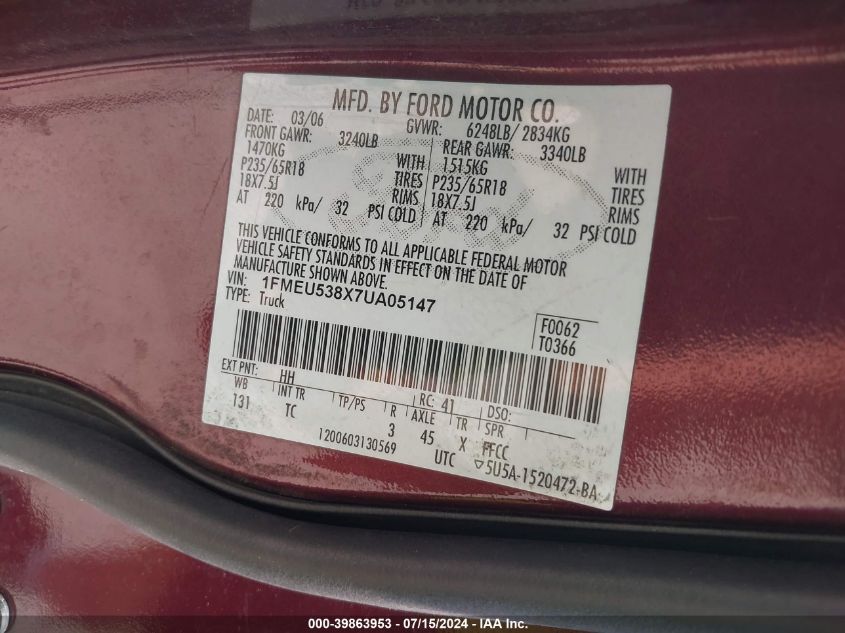 MFD. BY FORD MOTOR CO.
DATE: 03/06 GVWR: 6248LB/ 2834KG
FRONT GAWR: 3240LB REAR GAWR: 3340LB
1470KG WITH 1515KG WITH
P235/65R18 TIRES P235/65R18 TIRES
18X7.5J RIMS 18X7.5J RIMS
AT 220 kPa/ 32 PSI COLD AT 220 kPa/ 32 PSI COLD
THIS VEHICLE CONFORMS TO ALL APPLICABLE FEDERAL MOTOR
VEHICLE SAFETY STANDARDS IN EFFECT ON THE DATE OF
MANUFACTURE SHOWN ABOVE.
VIN: 1FMEU538X7UA05147
TYPE: Truck
F0062
T0366
EXT PNT: HH RC: 41 DSO:
WB INT TR TP/PS R AXLE TR SPR
131 TC 3 45 X FFCC
1200603130569 UTC ▽5U5A-1520472-BA
000-39863953 - 07/15/2024 - IAA Inc.